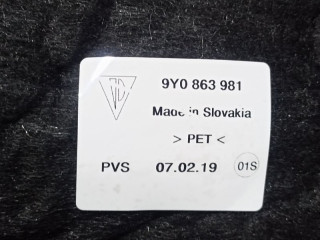 9Y0 863 981
Made in Slovakia
> PET <
PVS 07.02.19 01S